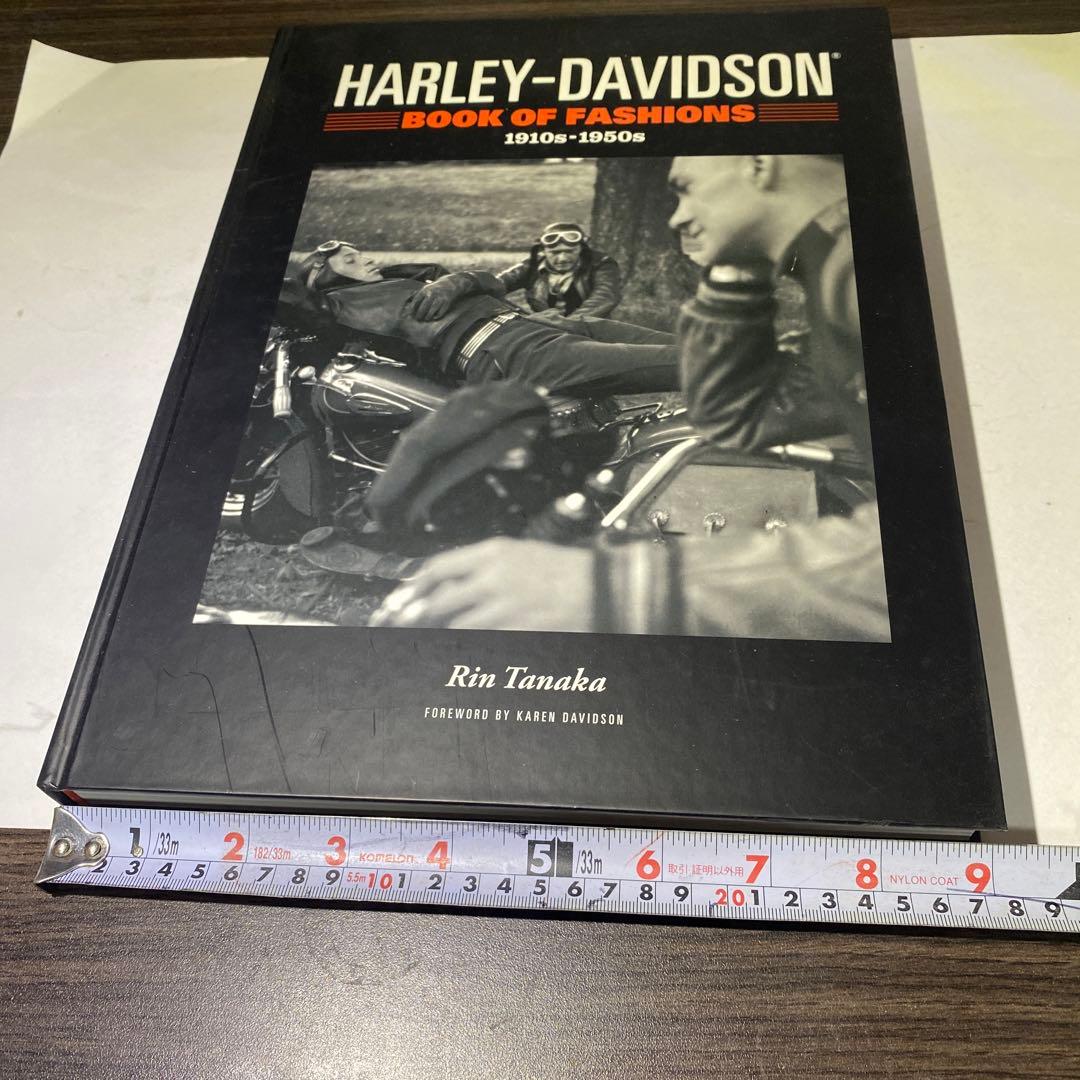 HARLEY-DAVIDSON®
BOOK OF FASHIONS
1910s-1950s
Rin Tanaka
FOREWORD BY KAREN DAVIDSON
1 /33m 2 182/33m 3 KOMELON 4 5 /33m 6 取引・証明以外用 7 8 NYLON COAT 9
2 3 4 5 6 7 8 9 5.5m 10 1 2 3 4 5 6 7 8 9 20 1 2 3 4 5 6 7 8 9